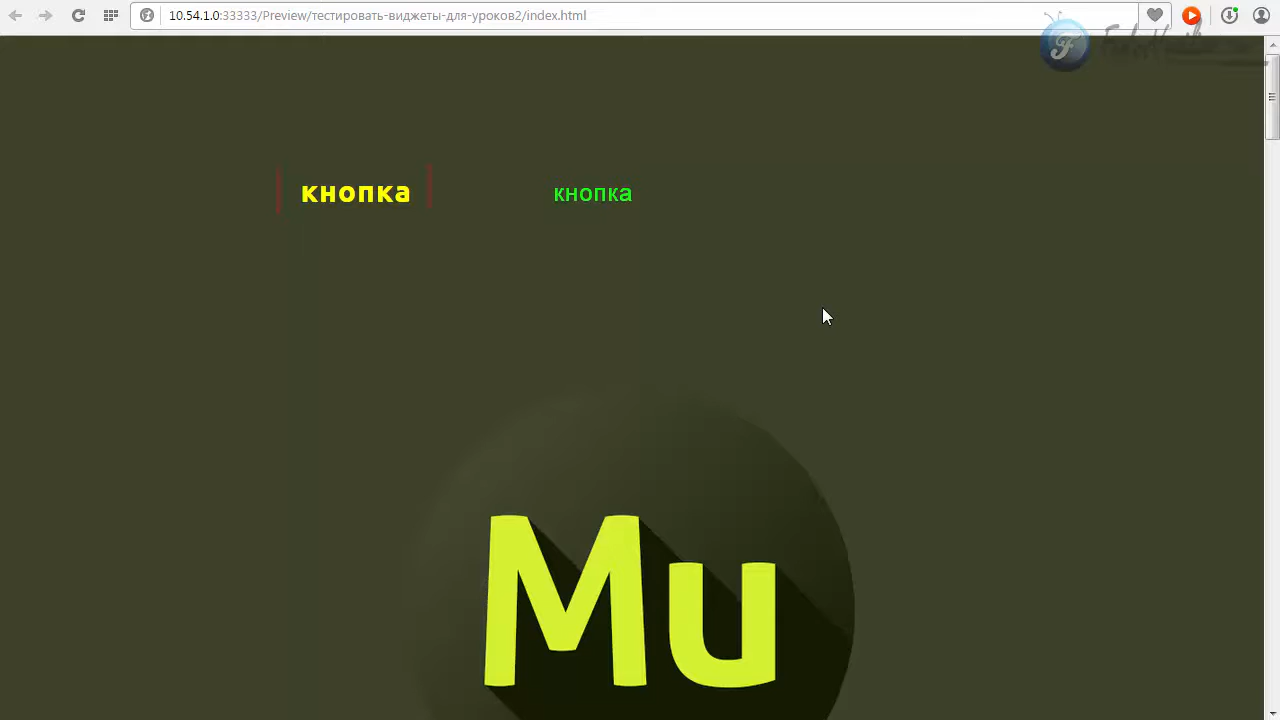 10.54.1.0:33333/Preview/тестировать-виджеты-для-уроков2/index.html
кнопка
кнопка
Mu